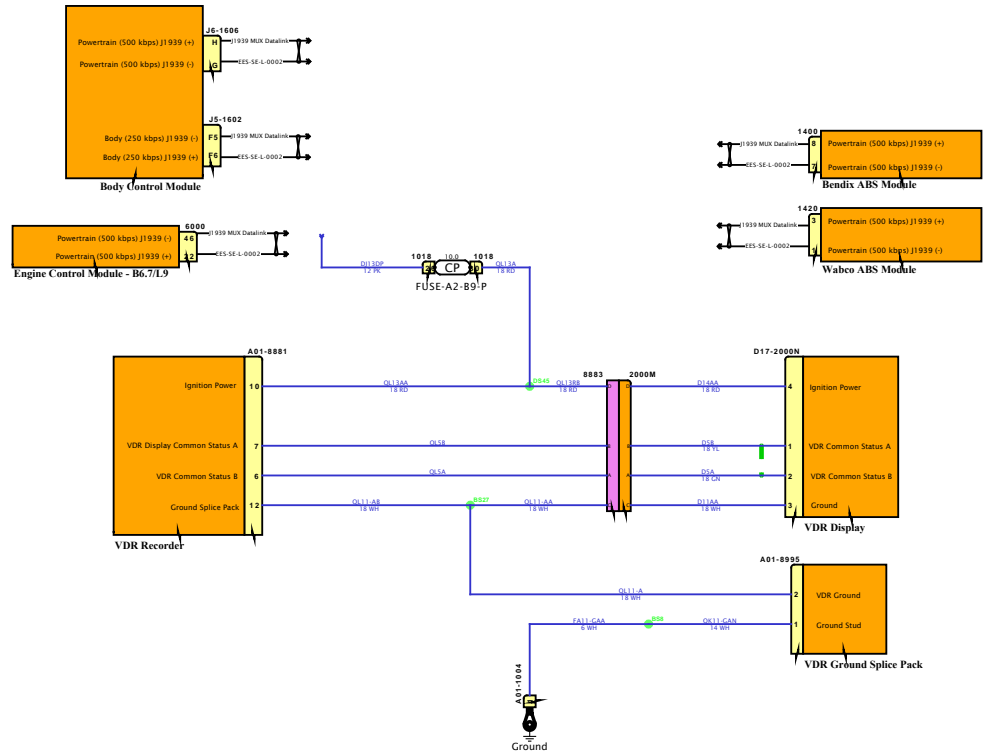 J6-1606
Powertrain (500 kbps) J1939 (+)
H
J1939 MUX Datalink
Powertrain (500 kbps) J1939 (-)
G
EES-SE-L-0002
J5-1602
Body (250 kbps) J1939 (-)
F5
J1939 MUX Datalink
Body (250 kbps) J1939 (+)
F6
EES-SE-L-0002
Body Control Module
1400
J1939 MUX Datalink
8
Powertrain (500 kbps) J1939 (+)
EES-SE-L-0002
7
Powertrain (500 kbps) J1939 (-)
Bendix ABS Module
1420
J1939 MUX Datalink
3
Powertrain (500 kbps) J1939 (+)
EES-SE-L-0002
Powertrain (500 kbps) J1939 (-)
Wabco ABS Module
6000
Powertrain (500 kbps) J1939 (-)
46
J1939 MUX Datalink
Powertrain (500 kbps) J1939 (+)
22
EES-SE-L-0002
Engine Control Module - B6.7/L9
DJ13DP
12 PK
1018
10.0
CP
1018
QL13A
18 RD
FUSE-A2-B9-P
A01-8881
Ignition Power
10
QL13AA
18 RD
DS45
QL13RB
18 RD
8883
2000M
D
D
D14AA
18 RD
D17-2000N
4
Ignition Power
VDR Display Common Status A
7
QL5B
B
B
D5B
18 YL
1
VDR Common Status A
VDR Common Status B
6
QL5A
A
A
D5A
18 GN
2
VDR Common Status B
Ground Splice Pack
12
QL11-AB
18 WH
BS27
QL11-AA
18 WH
C
C
D11AA
18 WH
3
Ground
VDR Recorder
VDR Display
A01-8995
QL11-A
18 WH
2
VDR Ground
FA11-GAA
6 WH
QK11-GAN
14 WH
1
Ground Stud
VDR Ground Splice Pack
A01-1004
A
Ground